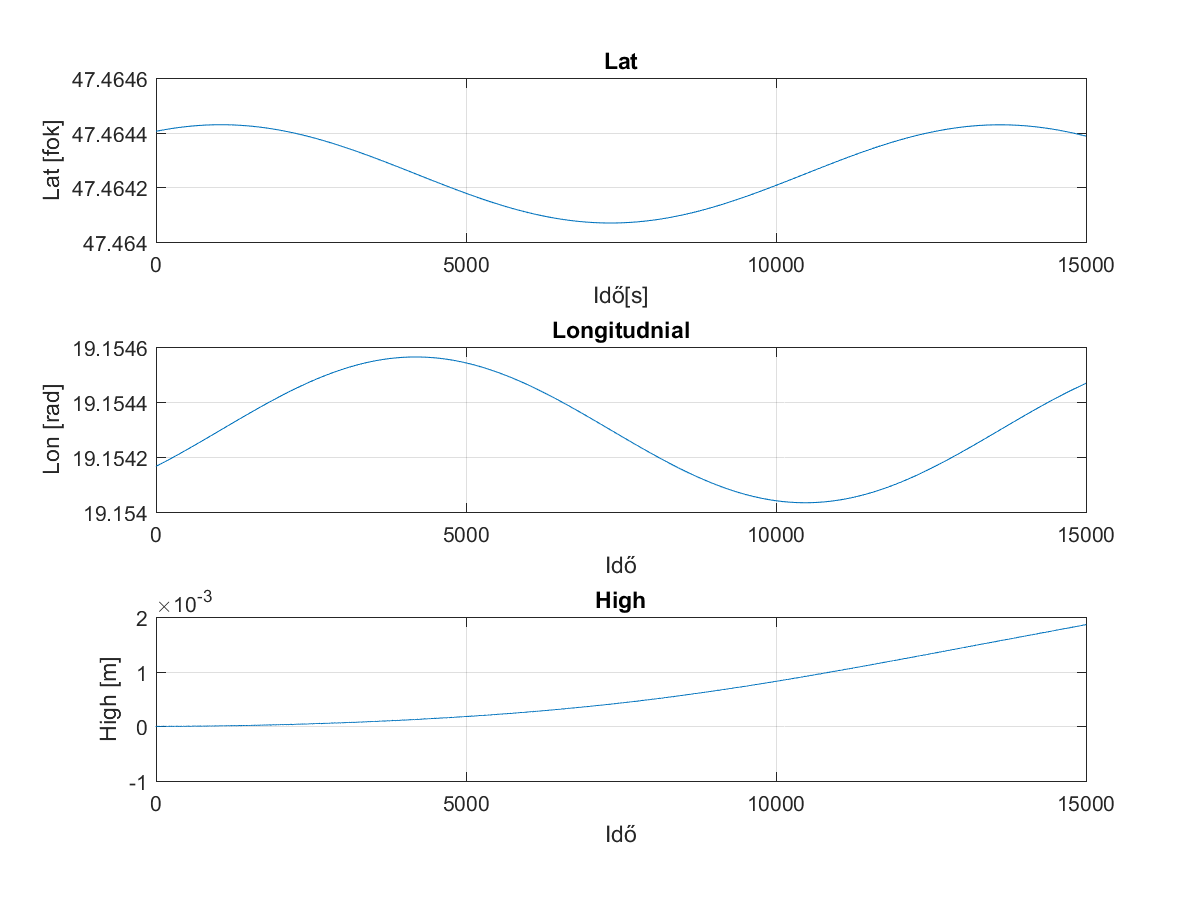 Lat
47.4646
47.4644
47.4642
47.464
Lat [fok]
0 5000 10000 15000
Idő[s]
Longitudnial
19.1546
19.1544
19.1542
19.154
Lon [rad]
0 5000 10000 15000
Idő
×10-3
High
2
1
0
-1
High [m]
0 5000 10000 15000
Idő